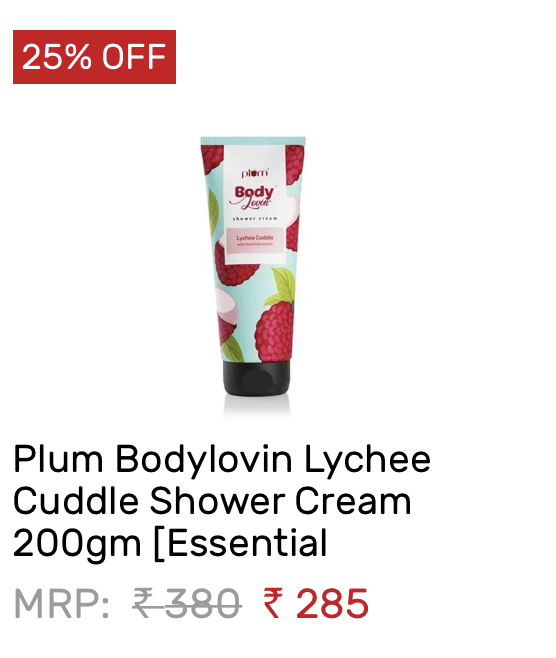 25% OFF
plum
Body
Lovin'
shower cream
Lychee Cuddle
Plum Bodylovin Lychee
Cuddle Shower Cream
200gm [Essential
MRP: ₹ 380 ₹ 285